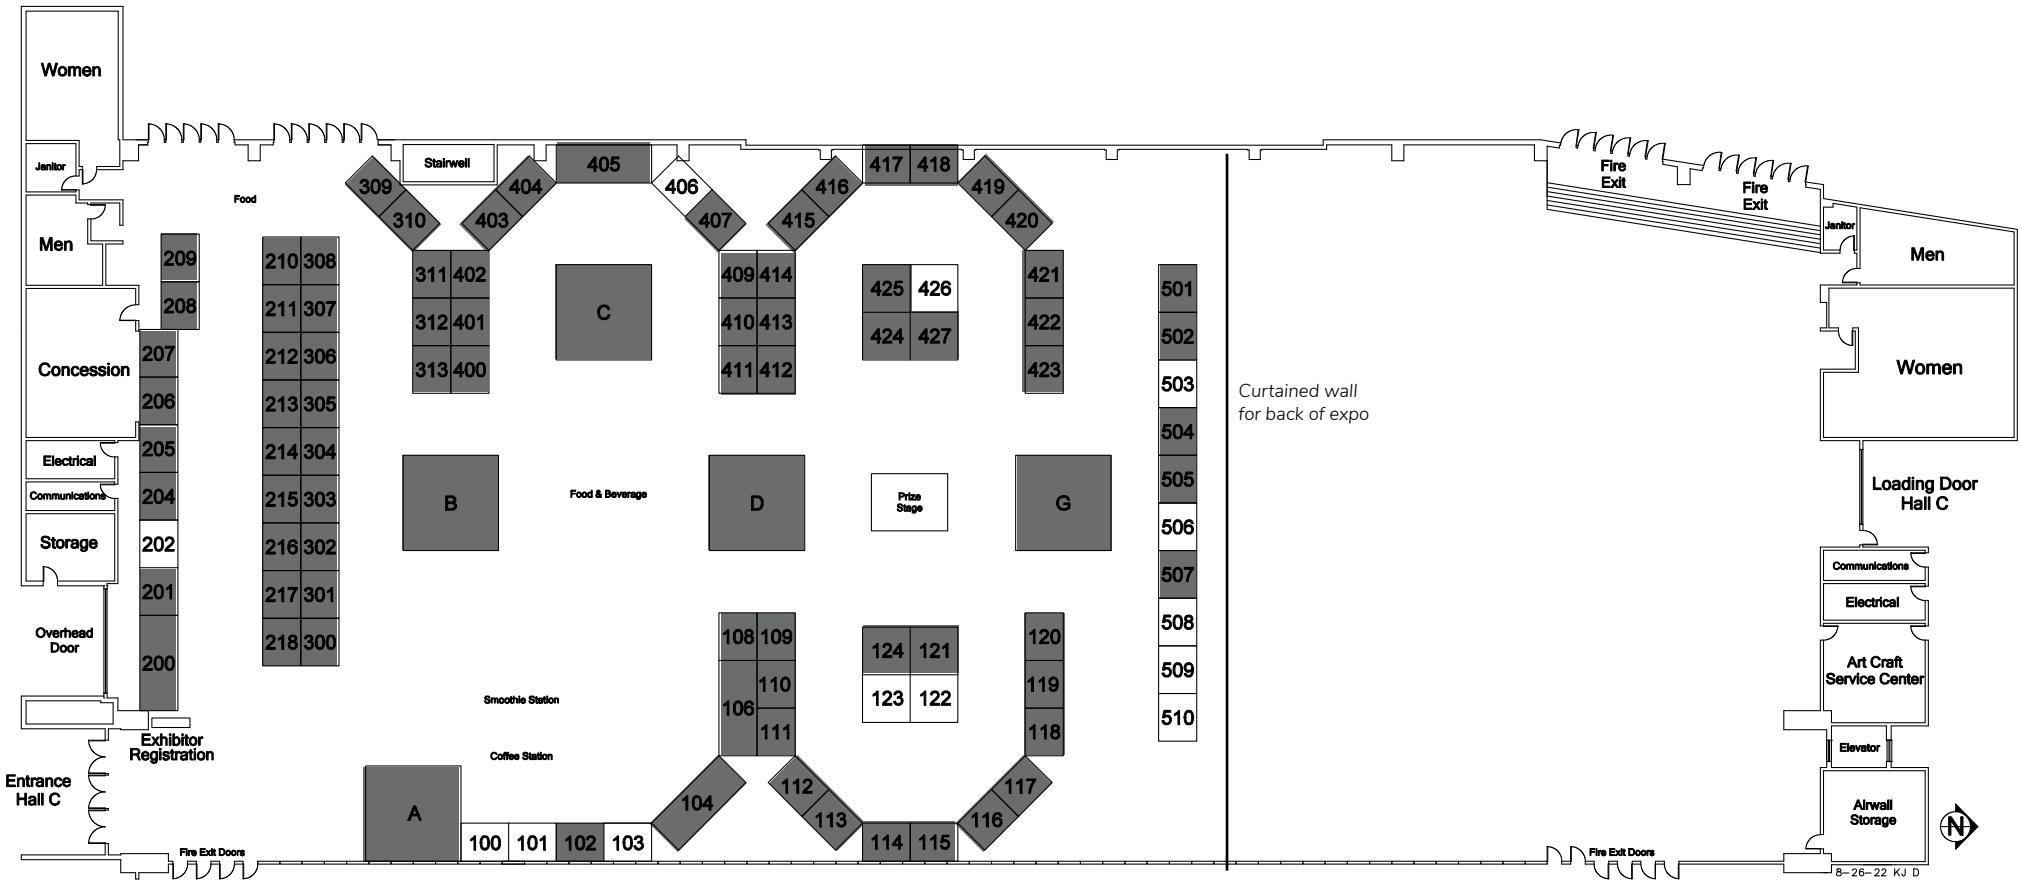 Women
Janitor
Men
Concession
Electrical
Communications
Storage
Overhead
Door
Exhibitor
Registration
Entrance
Hall C
Fire Exit Doors
Food
Stairwell
209
208
207
206
205
204
202
201
200
210 308
211 307
212 306
213 305
214 304
215 303
216 302
217 301
218 300
309
310
311 402
312 401
313 400
403
404
405
406
407
409 414
410 413
411 412
415
416
417 418
419
420
421
422
423
425 426
424 427
A
B
C
D
G
Food & Beverage
Prize
Stage
Smoothie Station
Coffee Station
100 101 102 103
104
108 109
106
110
111
112
113
114 115
116
117
118
119
120
124 121
123 122
501
502
503
504
505
506
507
508
509
510
Curtained wall
for back of expo
Fire
Exit
Fire
Exit
Janitor
Men
Women
Loading Door
Hall C
Communications
Electrical
Art Craft
Service Center
Elevator
Airwall
Storage
N
Fire Exit Doors
8-26-22 KJ D